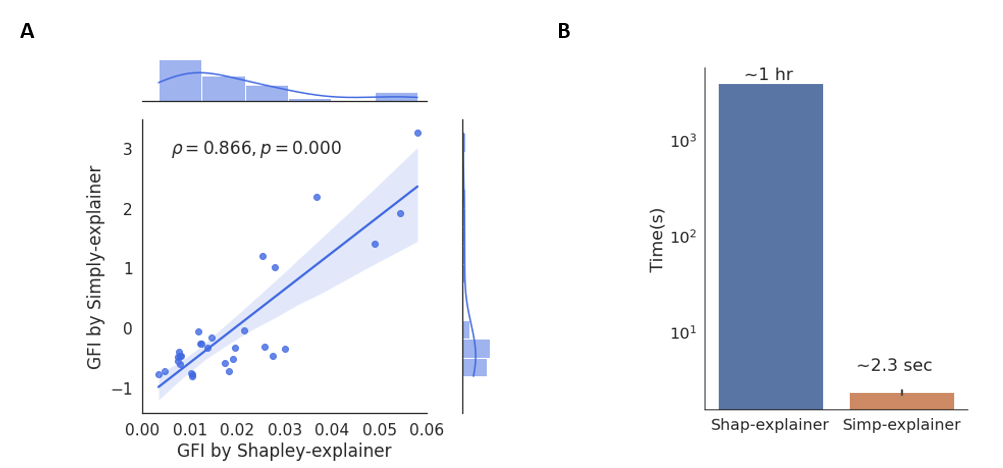 A
B
ρ = 0.866, p = 0.000
3
2
1
0
−1
GFI by Simply-explainer
0.00 0.01 0.02 0.03 0.04 0.05 0.06
GFI by Shapley-explainer
~1 hr
10³
10²
10¹
Time(s)
~2.3 sec
Shap-explainer Simp-explainer